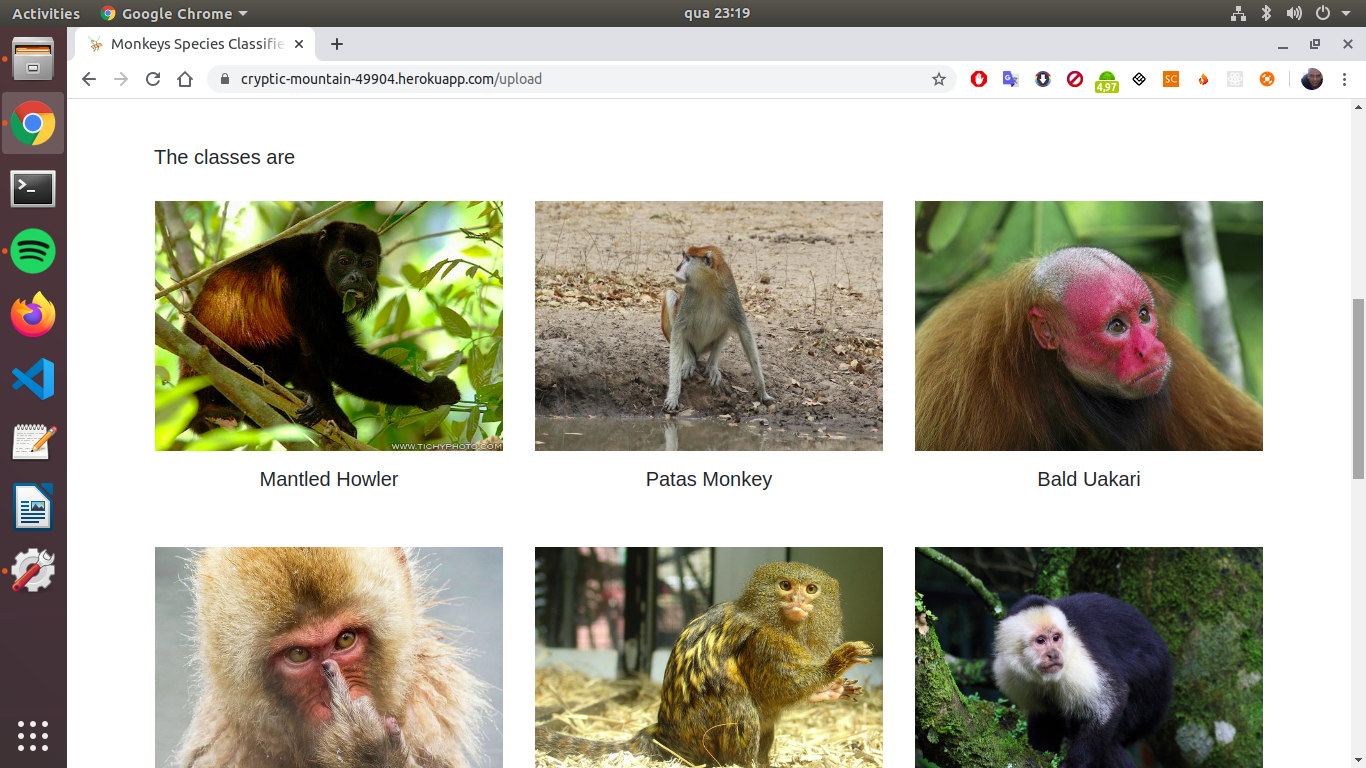 Activities Google Chrome qua 23:19
Monkeys Species Classifie
cryptic-mountain-49904.herokuapp.com/upload
SC
4,97
The classes are
WWW.TICHYPHOTO.COM
Mantled Howler Patas Monkey Bald Uakari